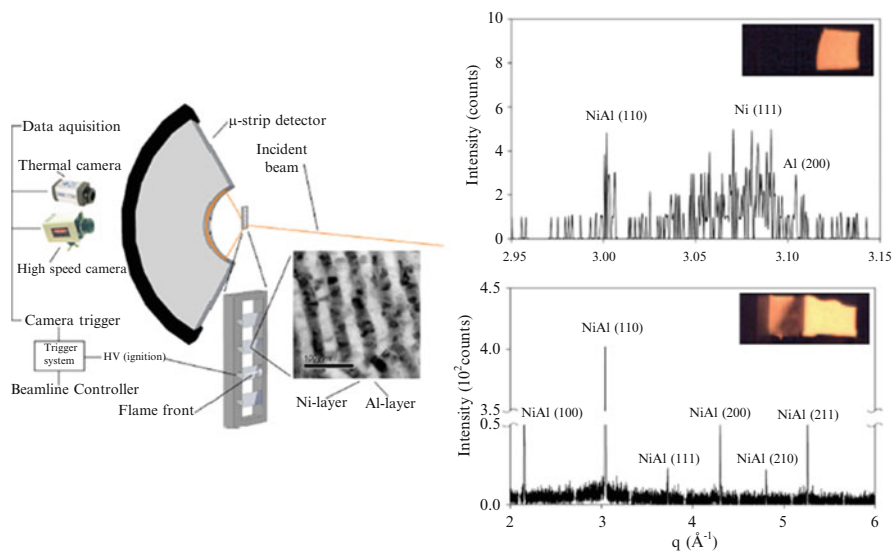 Data aquisition
Thermal camera
High speed camera
Camera trigger
Trigger
system
HV (ignition)
Beamline Controller
μ-strip detector
Incident
beam
Flame front
Ni-layer
Al-layer
Intensity (counts)
10
8
6
4
2
0
NiAl (110)
Ni (111)
Al (200)
2.95
3.00
3.05
3.10
3.15
Intensity (10² counts)
4.5
4.0
3.5
0.5
0.0
NiAl (110)
NiAl (100)
NiAl (200)
NiAl (211)
NiAl (111)
NiAl (210)
2
3
4
5
6
q (Å⁻¹)